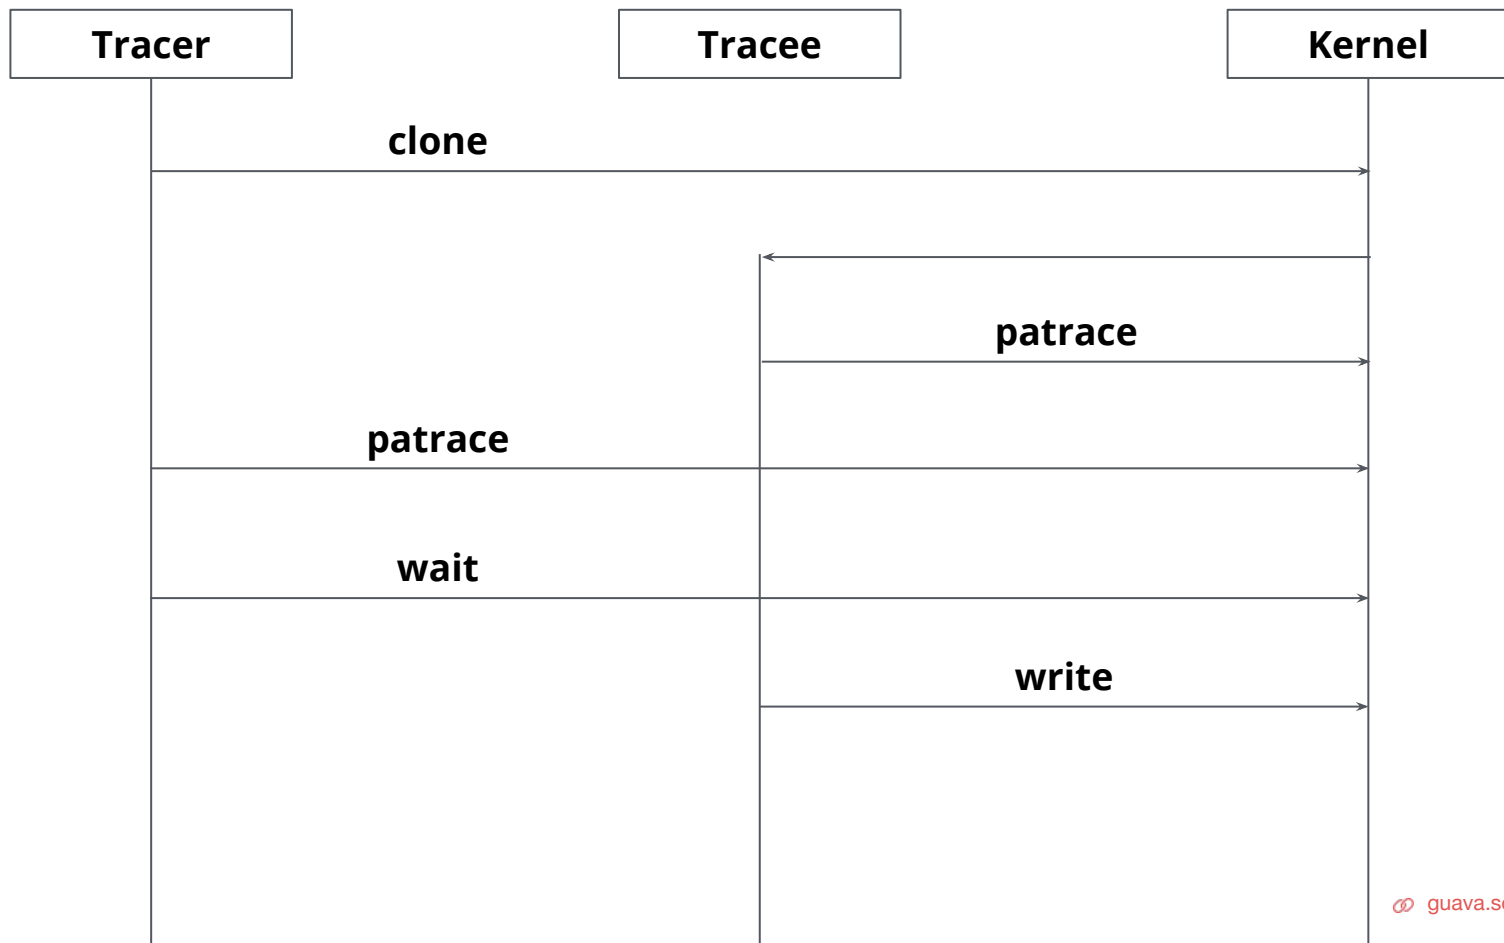 Tracer
Tracee
Kernel
clone
patrace
patrace
wait
write